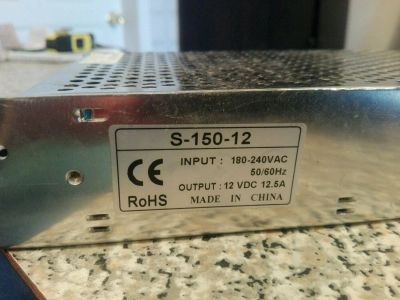 S-150-12
INPUT : 180-240VAC
50/60Hz
OUTPUT : 12 VDC 12.5A
CE
RoHS
MADE IN CHINA